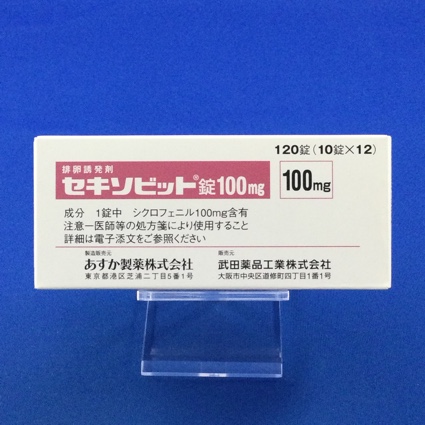 120錠(10錠×12)
排卵誘発剤
セキソビット®錠100mg
100mg
成分 1錠中 シクロフェニル100mg含有
注意-医師等の処方箋により使用すること
詳細は電子添文をご参照ください
製造販売元
あすか製薬株式会社
東京都港区芝浦二丁目5番1号
販売元
武田薬品工業株式会社
大阪市中央区道修町四丁目1番1号